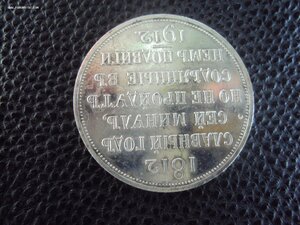 1812
СЛАВНЫЙ ГОДЪ
СЕЙ МИНУЛЪ
НО НЕ ПРОЙДУТЪ
СОДѢЯННЫЕ ВЪ
НЕМЪ ПОДВИГИ
1912